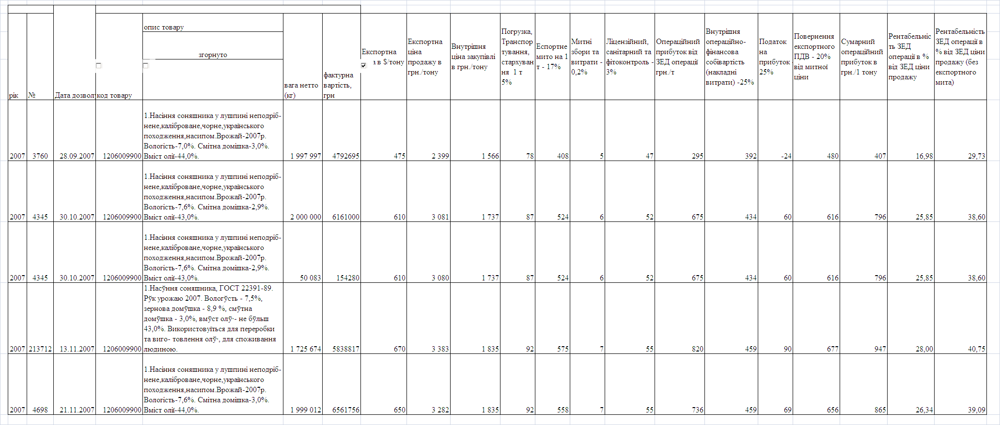 рік
№
Дата дозволу
код товару
опис товару
згорнуто
вага нетто
(кг)
фактурна
вартість,
грн
Експортна
а в $/тону
Експортна
ціна
продажу в
грн./тону
Внутрішня
ціна закупівлі
в грн./тону
Погрузка,
Транспор
тування,
стархуван
ня 1 т
5%
Еспортне
мито на 1
т - 17%
Митні
збори та
витрати -
0,2%
Ліцензійний,
санітарний та
фітоконтроль -
3%
Операційний
прибуток від
ЗЕД операції
грн./т
Внутрішня
операційно-
фінансова
собівартість
(накладні
витрати) -25%
Податок
на
прибуток -
25%
Повернення
експортного
ПДВ - 20%
від митної
ціни
Сумарний
операційний
прибуток в
грн./1 тону
Рентабельніс
ть ЗЕД
операції в %
від ЗЕД ціни
продажу
Рентабельність
ЗЕД операції в
% від ЗЕД ціни
продажу (без
експортного
мита)
1.Насіння соняшника у лушпині неподріб-
нене,каліброване,чорне,українського
походження,насипом.Врожай-2007р.
Вологість-7,0%. Смітна домішка-3,0%.
2007 3760 28.09.2007 1206009900 Вміст олії-44,0%. 1 997 997 4792695 475 2 399 1 566 78 408 5 47 295 392 -24 480 407 16,98 29,73
1.Насіння соняшника у лушпині неподріб-
нене,каліброване,чорне,українського
походження,насипом.Врожай-2007р.
Вологість-7,6%. Смітна домішка-2,9%.
2007 4345 30.10.2007 1206009900 Вміст олії-43,0%. 2 000 000 6161000 610 3 081 1 737 87 524 6 52 675 434 60 616 796 25,85 38,60
1.Насіння соняшника у лушпині неподріб-
нене,каліброване,чорне,українського
походження,насипом.Врожай-2007р.
Вологість-7,6%. Смітна домішка-2,9%.
2007 4345 30.10.2007 1206009900 Вміст олії-43,0%. 50 083 154280 610 3 080 1 737 87 524 6 52 675 434 60 616 796 25,85 38,60
1.Насўння соняшника, ГОСТ 22391-89.
Рўк урожаю 2007. Вологўсть - 7,5%,
зернова домўшка - 8,9 %, смўтна
домўшка - 3,0%, вмўст олў·- не бўльш
43,0%. Використовуїться для переробки
та виго- товлення олў·, для споживання
2007 213712 13.11.2007 1206009900 людиною. 1 725 674 5838817 670 3 383 1 835 92 575 7 55 820 459 90 677 947 28,00 40,75
1.Насіння соняшника у лушпині неподріб-
нене,каліброване,чорне,українського
походження,насипом.Врожай-2007р.
Вологість-7,6%. Смітна домішка-3,0%.
2007 4698 21.11.2007 1206009900 Вміст олії-44,0%. 1 999 012 6561756 650 3 282 1 835 92 558 7 55 736 459 69 656 865 26,34 39,09